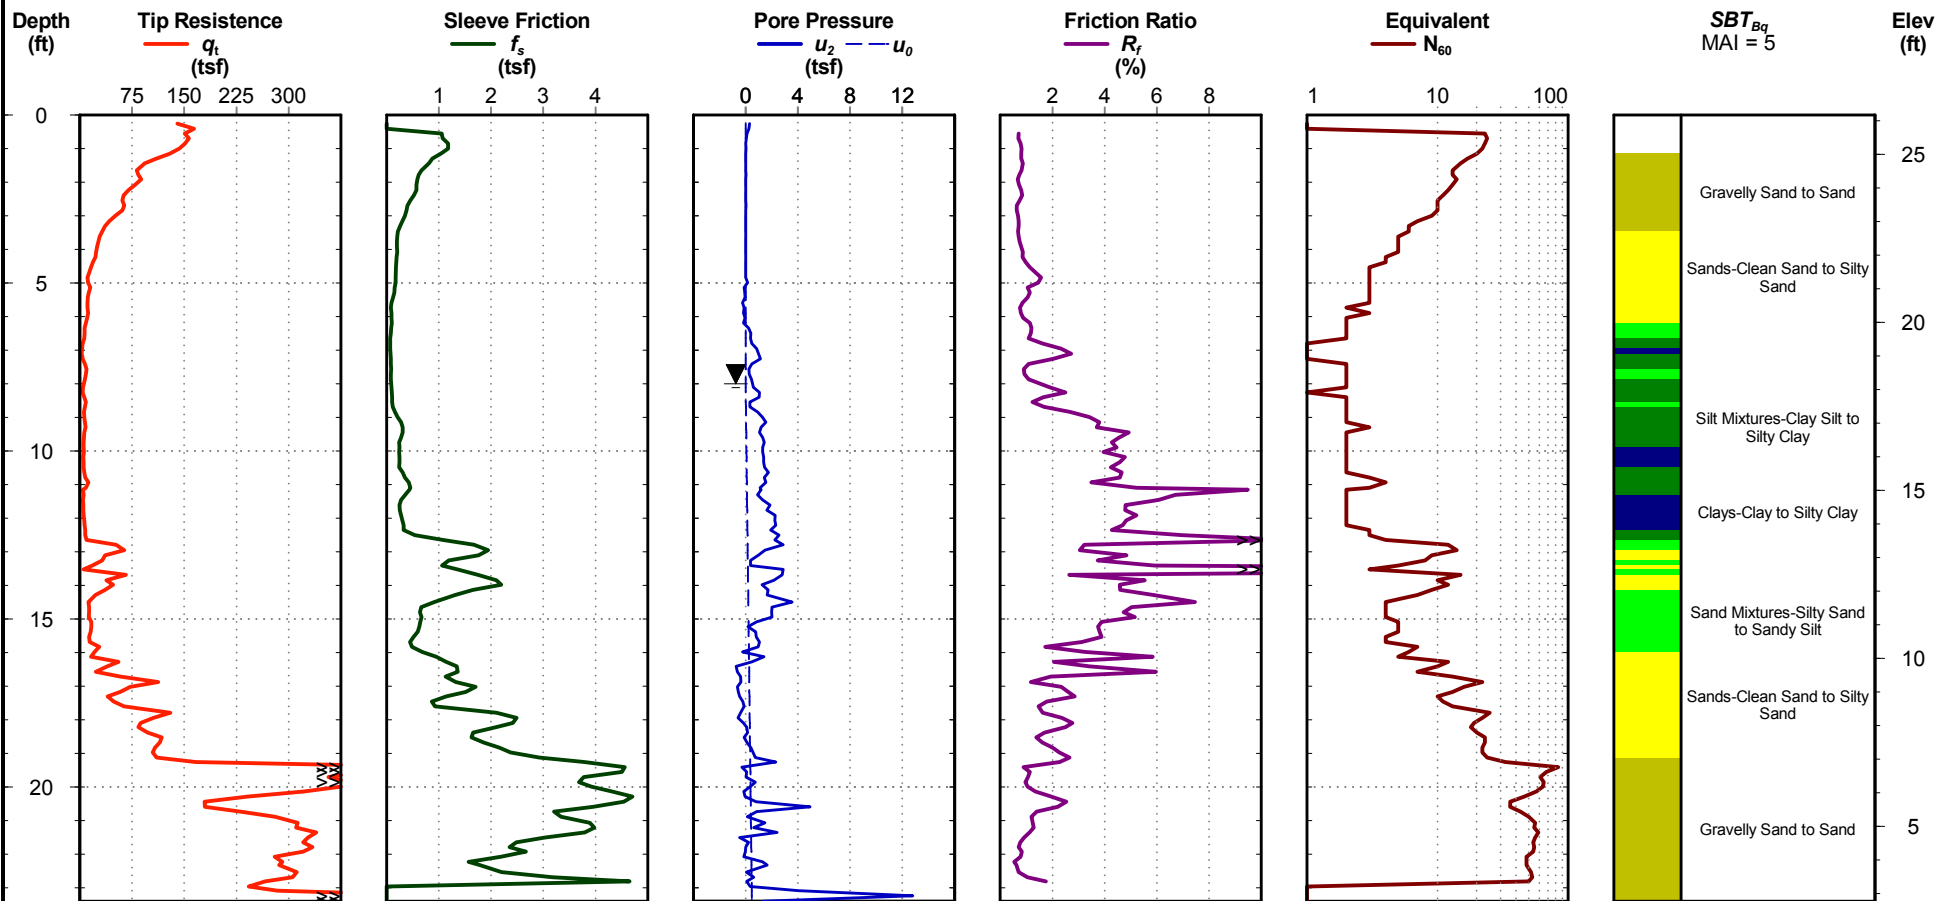 Depth
(ft)
Tip Resistence
qt
(tsf)
Sleeve Friction
fs
(tsf)
Pore Pressure
u2 u0
(tsf)
Friction Ratio
Rf
(%)
Equivalent
N60
SBTBq
MAI = 5
Elev
(ft)
75 150 225 300
1 2 3 4
0 4 8 12
2 4 6 8
1 10 100
0
5
10
15
20
25
20
15
10
5
Gravelly Sand to Sand
Sands-Clean Sand to Silty
Sand
Silt Mixtures-Clay Silt to
Silty Clay
Clays-Clay to Silty Clay
Sand Mixtures-Silty Sand
to Sandy Silt
Sands-Clean Sand to Silty
Sand
Gravelly Sand to Sand